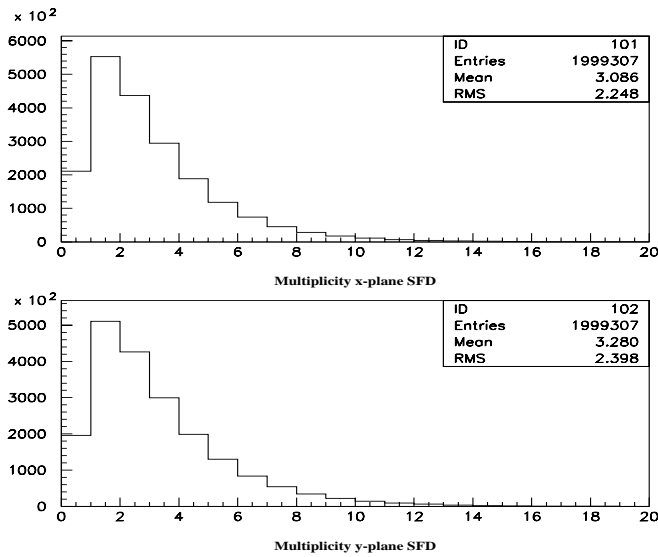 x 10²
6000
5000
4000
3000
2000
1000
0
ID 101
Entries 1999307
Mean 3.086
RMS 2.248
0 2 4 6 8 10 12 14 16 18 20
Multiplicity x-plane SFD
x 10²
5000
4000
3000
2000
1000
0
ID 102
Entries 1999307
Mean 3.280
RMS 2.398
0 2 4 6 8 10 12 14 16 18 20
Multiplicity y-plane SFD